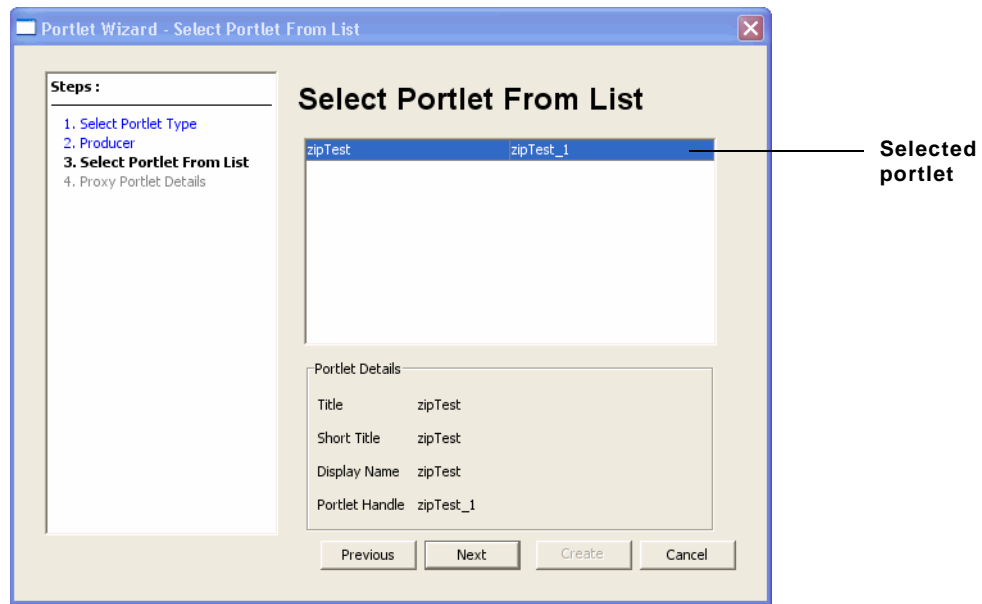 Portlet Wizard - Select Portlet From List
Steps :
1. Select Portlet Type
2. Producer
3. Select Portlet From List
4. Proxy Portlet Details
Select Portlet From List
zipTest zipTest_1
Selected
portlet
Portlet Details
Title zipTest
Short Title zipTest
Display Name zipTest
Portlet Handle zipTest_1
Previous Next Create Cancel